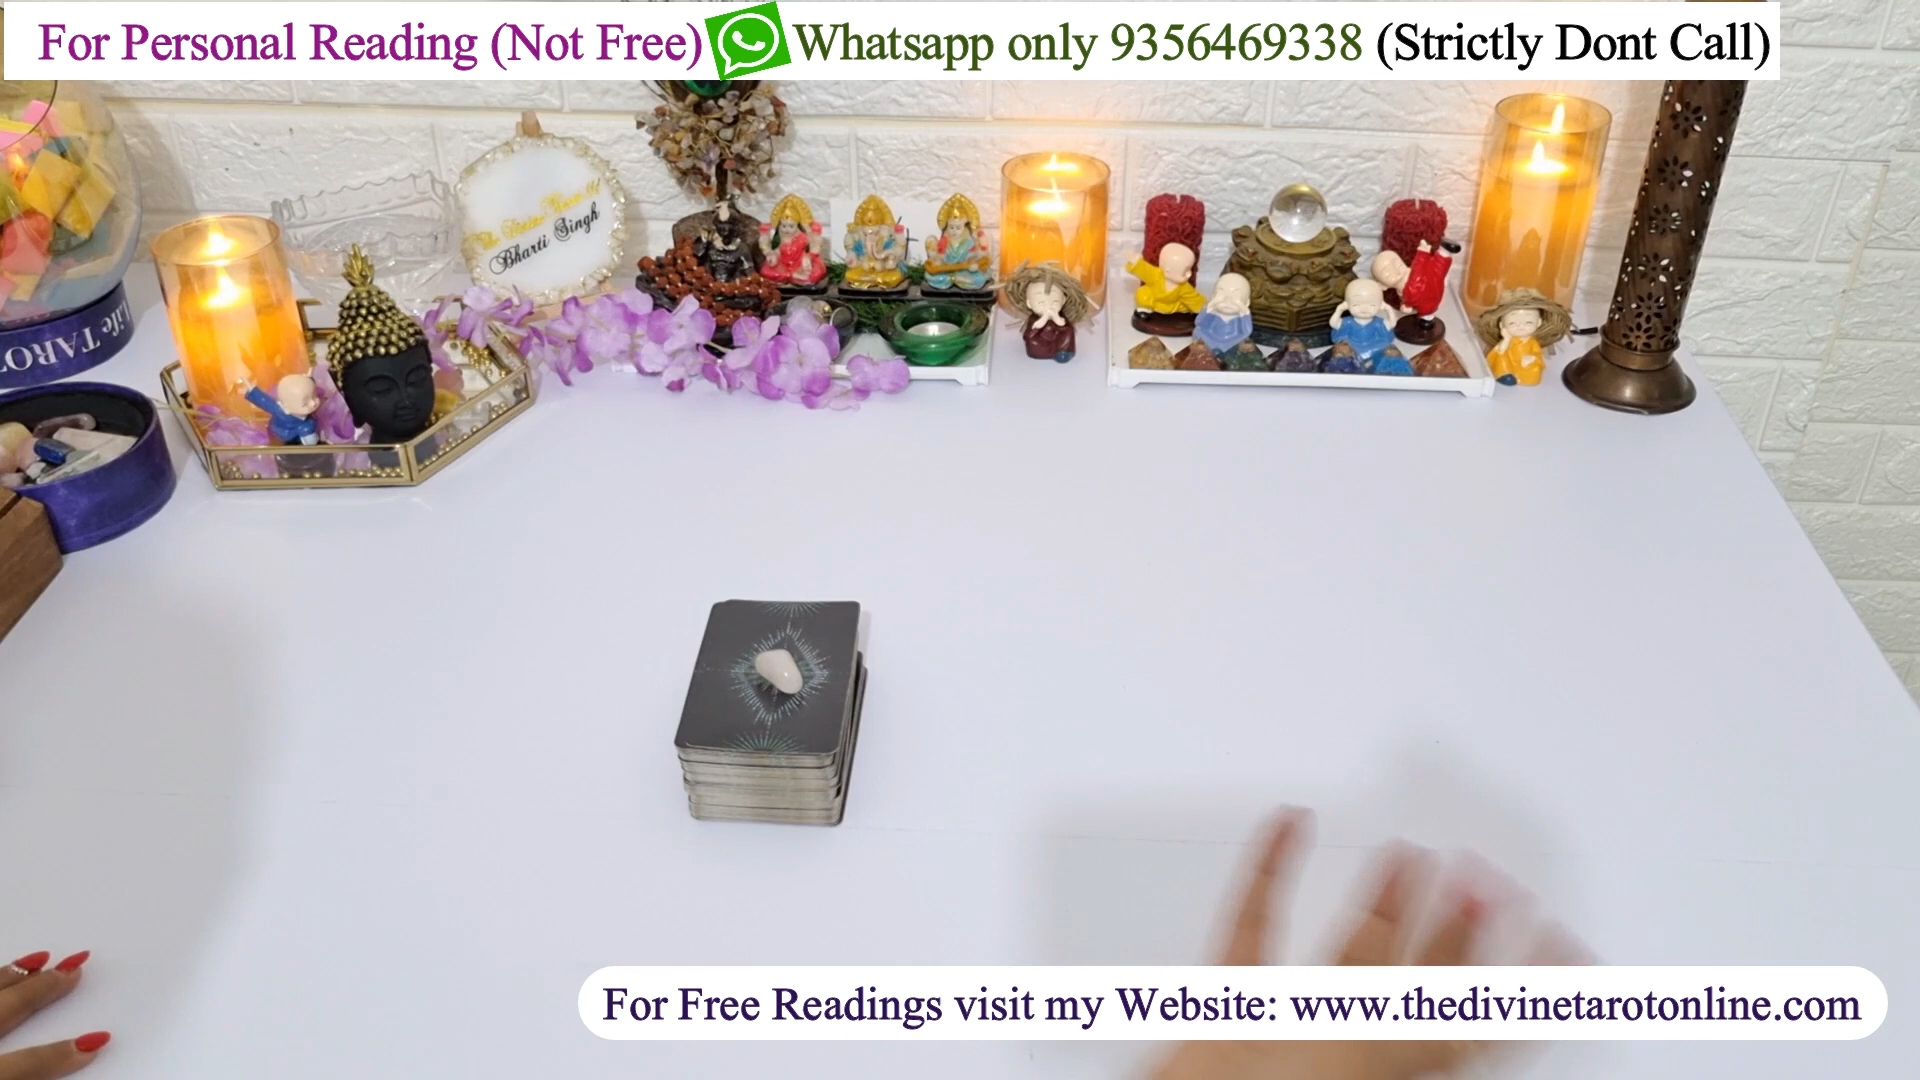 For Personal Reading (Not Free) Whatsapp only 9356469338 (Strictly Dont Call)
Bharti Singh
Life TAROT
For Free Readings visit my Website: www.thedivinetarotonline.com